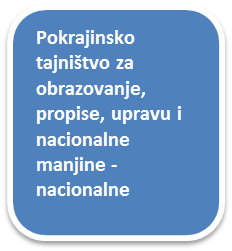 Pokrajinsko
tajništvo za
obrazovanje,
propise, upravu i
nacionalne
manjine -
nacionalne